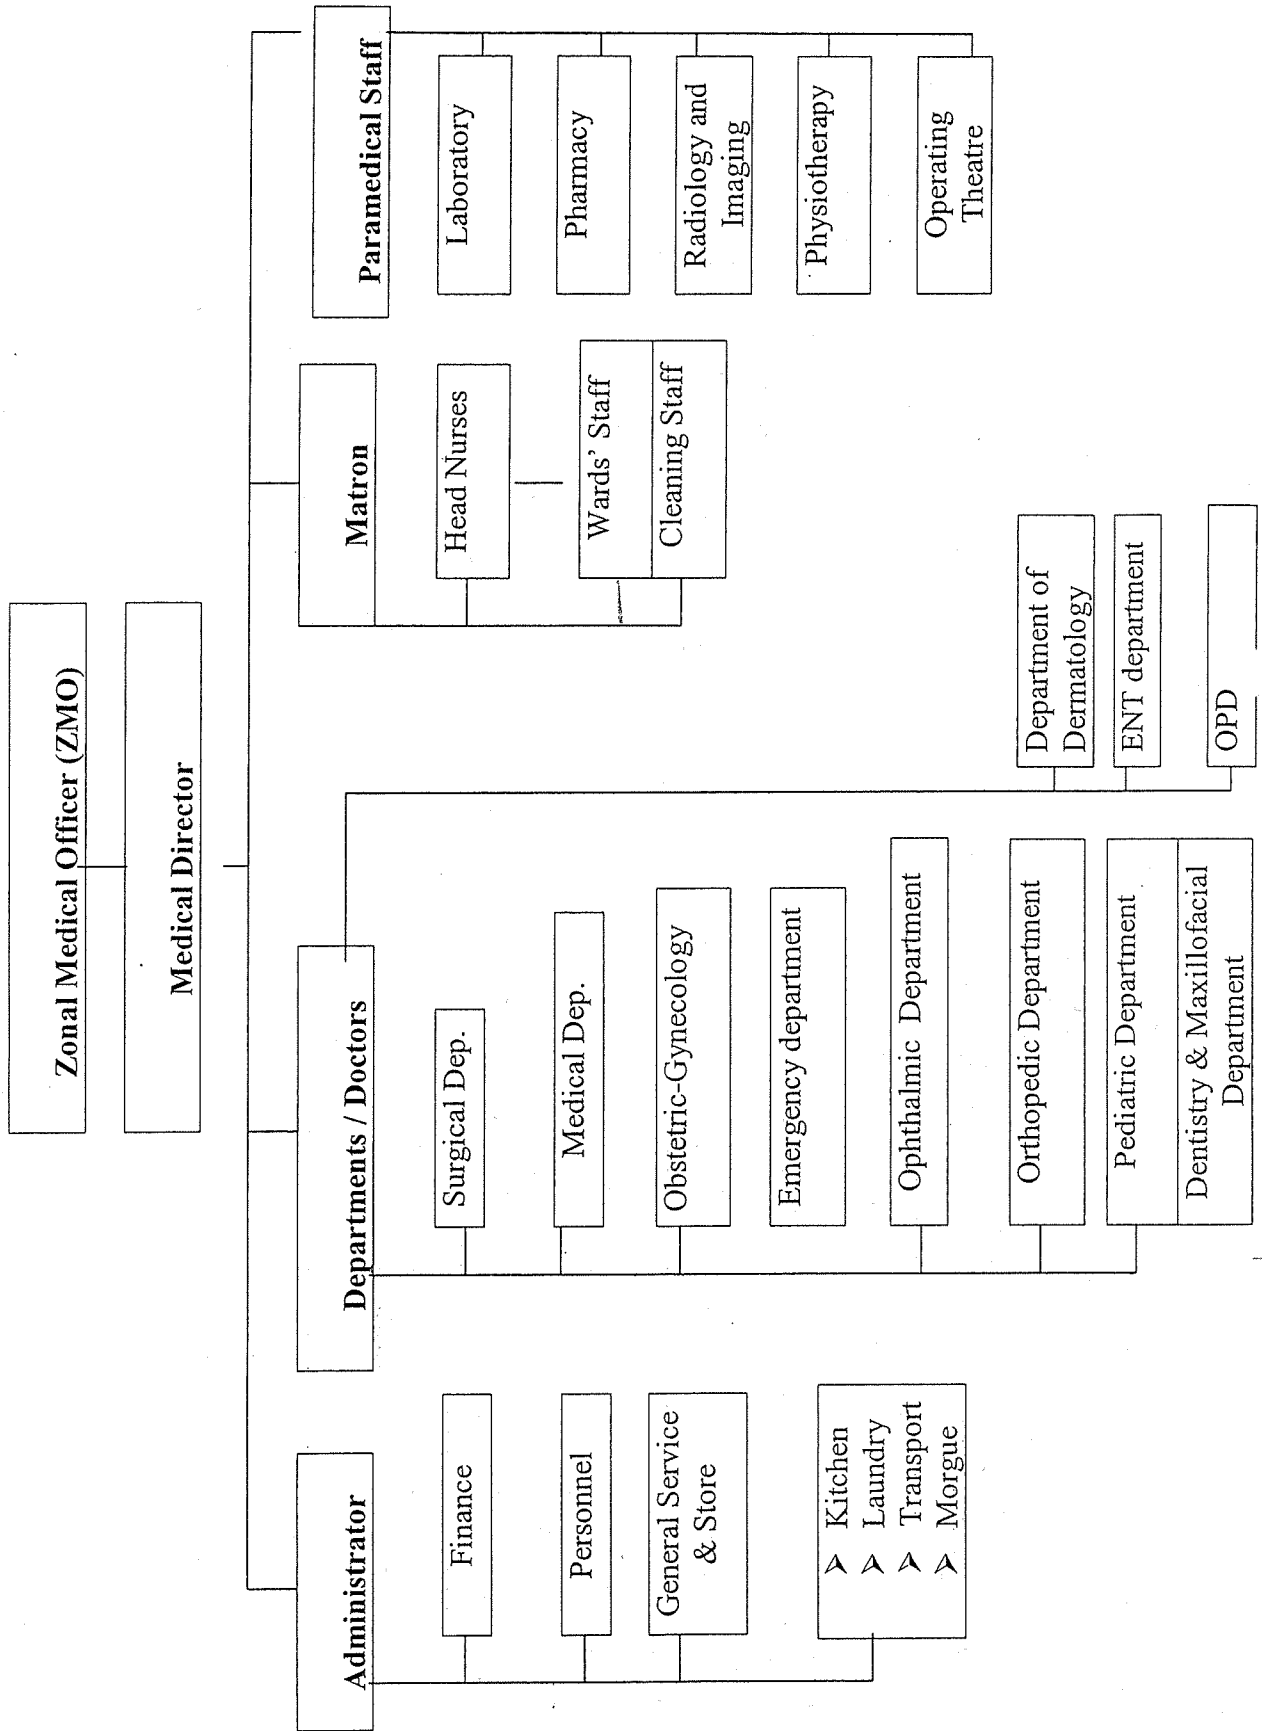 Zonal Medical Officer (ZMO)
Medical Director
Administrator
Finance
Personnel
General Service
& Store
➢ Kitchen
➢ Laundry
➢ Transport
➢ Morgue
Departments / Doctors
Surgical Dep.
Medical Dep.
Obstetric-Gynecology
Emergency department
Ophthalmic Department
Orthopedic Department
Pediatric Department
Dentistry & Maxillofacial
Department
Department of
Dermatology
ENT department
OPD
Matron
Head Nurses
Wards' Staff
Cleaning Staff
Paramedical Staff
Laboratory
Pharmacy
Radiology and
Imaging
Physiotherapy
Operating
Theatre